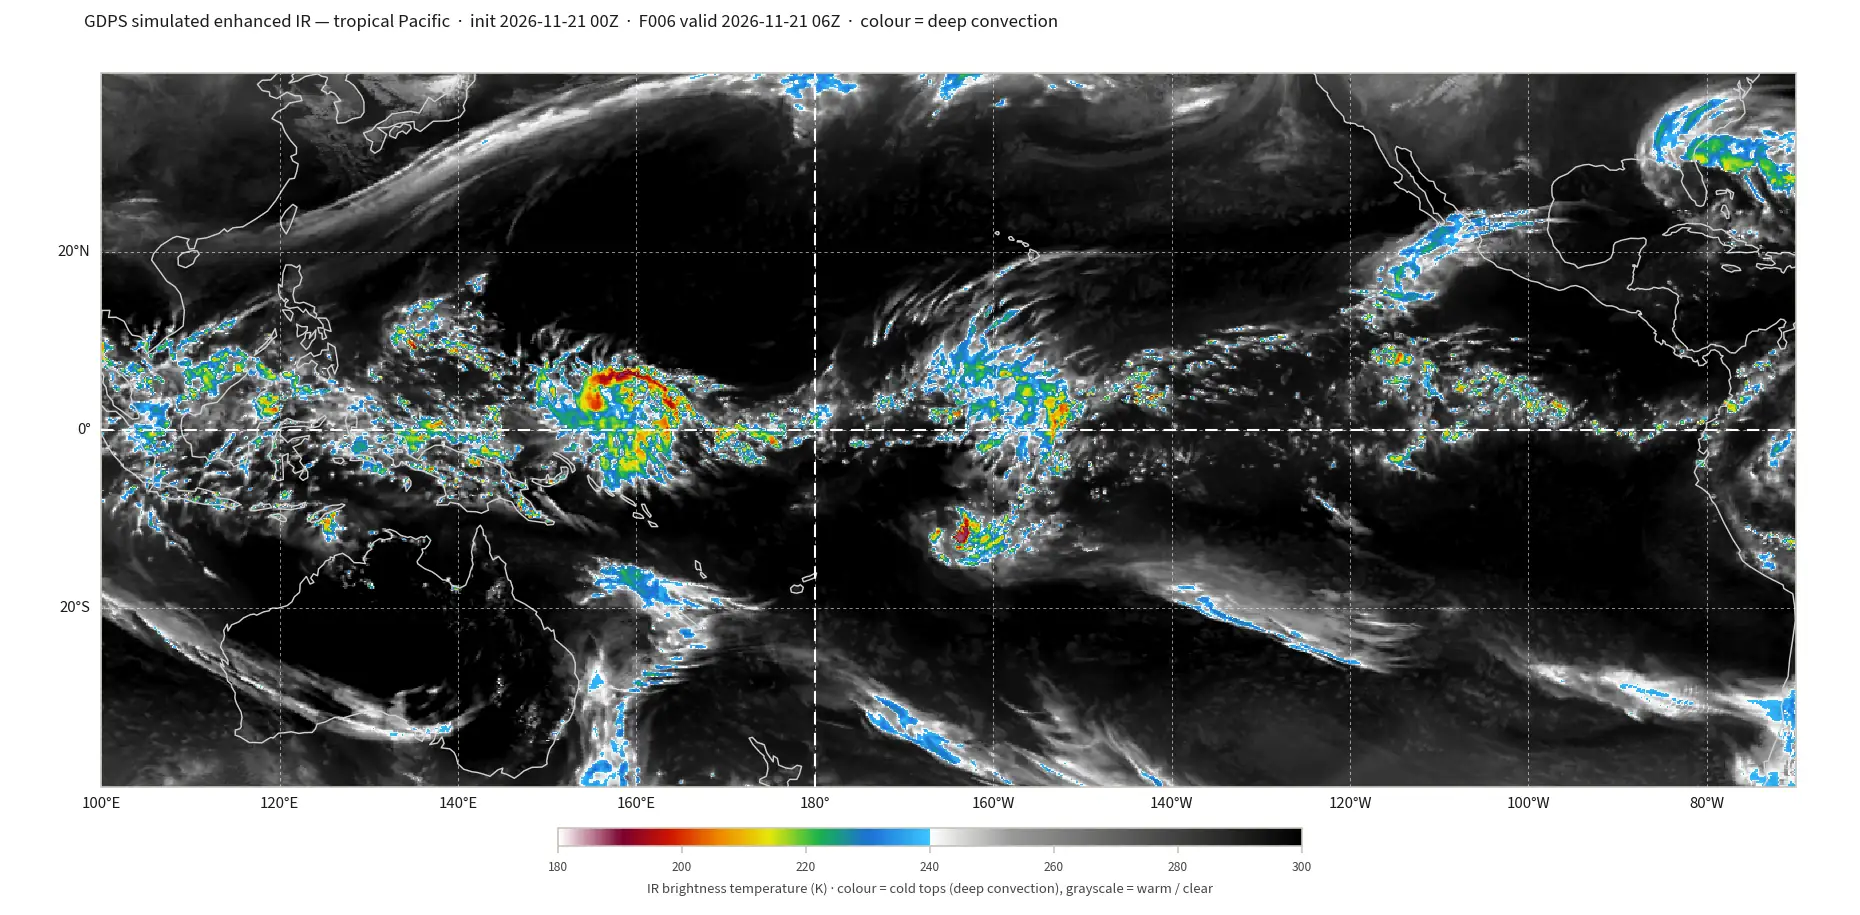 GDPS simulated enhanced IR — tropical Pacific · init 2026-11-21 00Z · F006 valid 2026-11-21 06Z · colour = deep convection
20°N
0°
20°S
100°E 120°E 140°E 160°E 180° 160°W 140°W 120°W 100°W 80°W
180 200 220 240 260 280 300
IR brightness temperature (K) · colour = cold tops (deep convection), grayscale = warm / clear